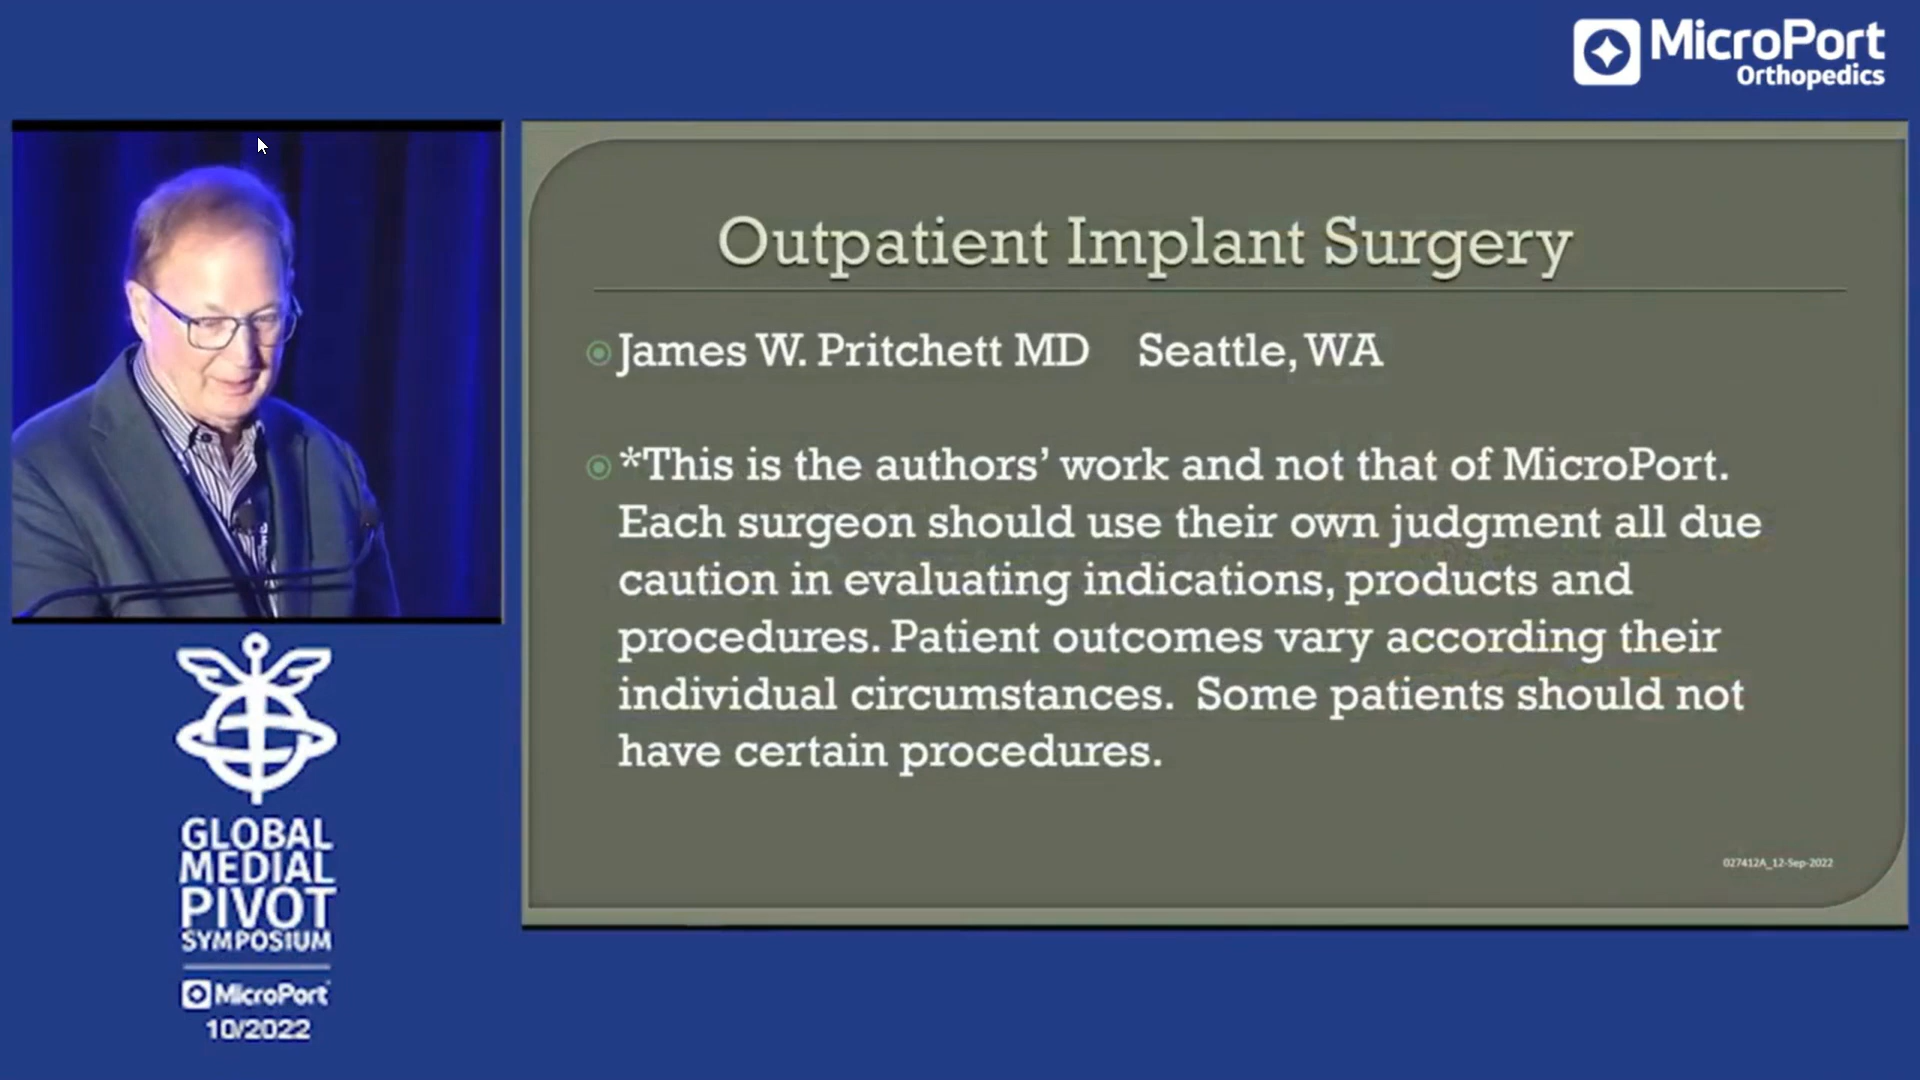 MicroPort
Orthopedics
Outpatient Implant Surgery
James W. Pritchett MD Seattle, WA
*This is the authors’ work and not that of MicroPort.
Each surgeon should use their own judgment all due
caution in evaluating indications, products and
procedures. Patient outcomes vary according their
individual circumstances. Some patients should not
have certain procedures.
027412A_12-Sep-2022
GLOBAL
MEDIAL
PIVOT
SYMPOSIUM
MicroPort
10/2022